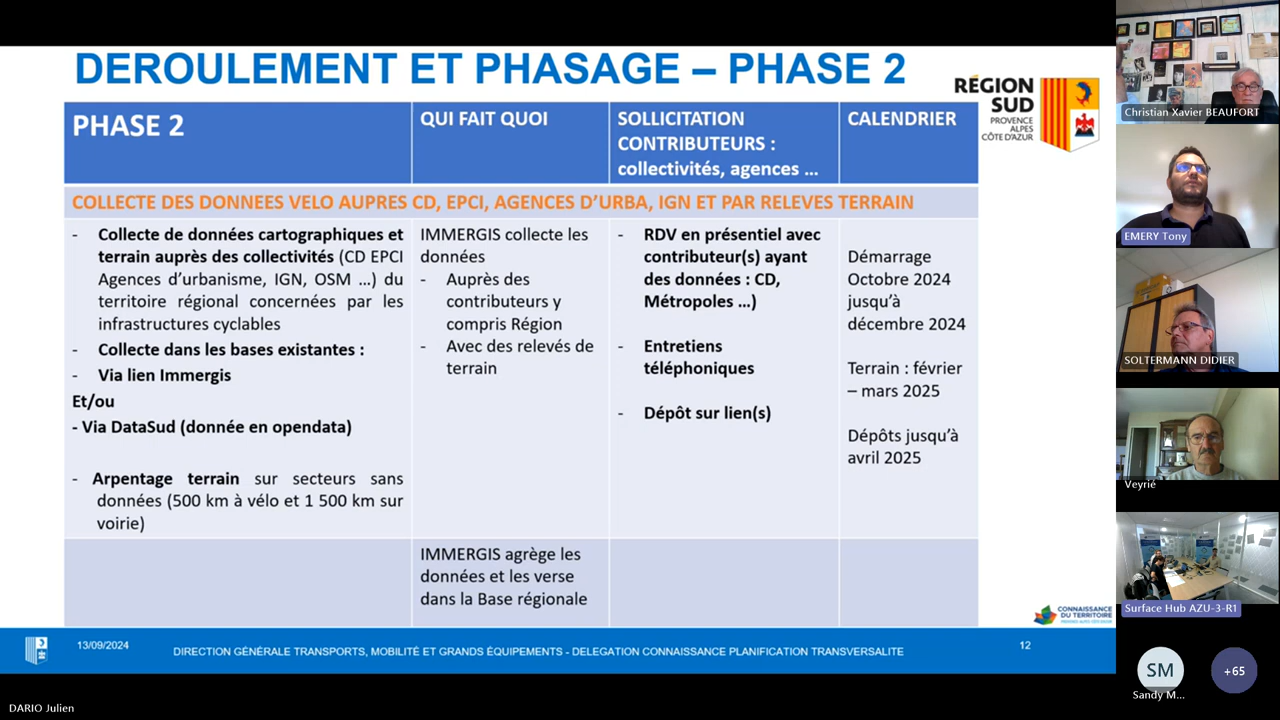 DEROULEMENT ET PHASAGE – PHASE 2
RÉGION
SUD
PROVENCE
ALPES
CÔTE D'AZUR
PHASE 2
QUI FAIT QUOI
SOLLICITATION
CONTRIBUTEURS :
collectivités, agences …
CALENDRIER
COLLECTE DES DONNEES VELO AUPRES CD, EPCI, AGENCES D'URBA, IGN ET PAR RELEVES TERRAIN
- Collecte de données cartographiques et
terrain auprès des collectivités (CD EPCI
Agences d'urbanisme, IGN, OSM …) du
territoire régional concernées par les
infrastructures cyclables
- Collecte dans les bases existantes :
- Via lien Immergis
Et/ou
- Via DataSud (donnée en opendata)
- Arpentage terrain sur secteurs sans
données (500 km à vélo et 1 500 km sur
voirie)
IMMERGIS collecte les
données
- Auprès des
contributeurs y
compris Région
- Avec des relevés de
terrain
- RDV en présentiel avec
contributeur(s) ayant
des données : CD,
Métropoles …)
- Entretiens
téléphoniques
- Dépôt sur lien(s)
Démarrage
Octobre 2024
jusqu'à
décembre 2024
Terrain : février
– mars 2025
Dépôts jusqu'à
avril 2025
IMMERGIS agrège les
données et les verse
dans la Base régionale
CONNAISSANCE
DU TERRITOIRE
13/09/2024
DIRECTION GÉNÉRALE TRANSPORTS, MOBILITÉ ET GRANDS ÉQUIPEMENTS - DELEGATION CONNAISSANCE PLANIFICATION TRANSVERSALITE
12
Christian Xavier BEAUFORT
EMERY Tony
SOLTERMANN DIDIER
Veyrié
Surface Hub AZU-3-R1
SM
Sandy M...
+65
DARIO Julien